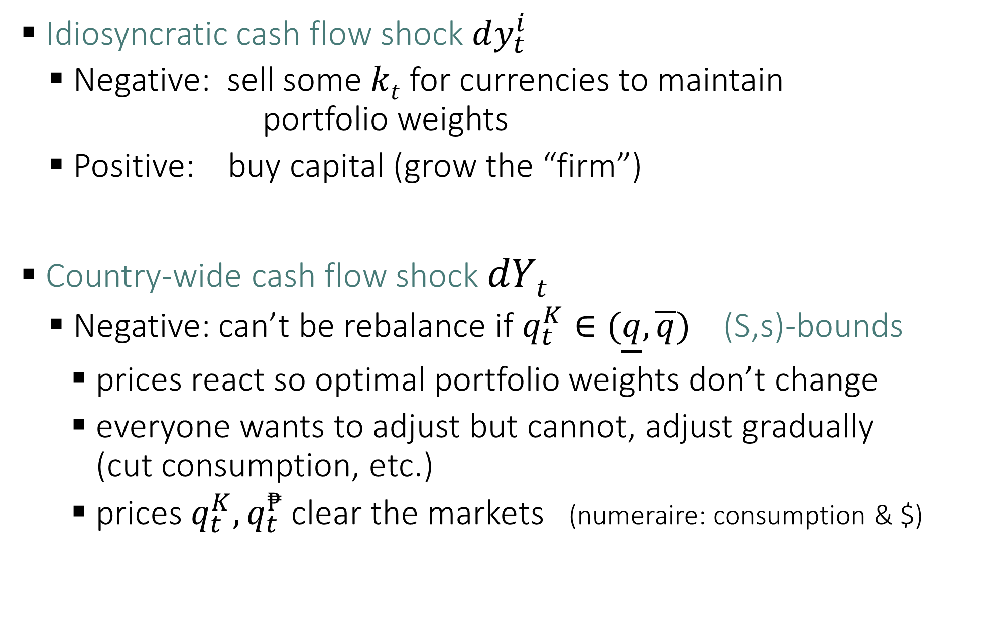 ▪ Idiosyncratic cash flow shock $dy_t^i$
▪ Negative: sell some $k_t$ for currencies to maintain
portfolio weights
▪ Positive: buy capital (grow the “firm”)
▪ Country-wide cash flow shock $dY_t$
▪ Negative: can’t be rebalance if $q_t^K \in (\underline{q}, \overline{q})$ (S,s)-bounds
▪ prices react so optimal portfolio weights don’t change
▪ everyone wants to adjust but cannot, adjust gradually
(cut consumption, etc.)
▪ prices $q_t^K, q_t^₱$ clear the markets (numeraire: consumption & $)